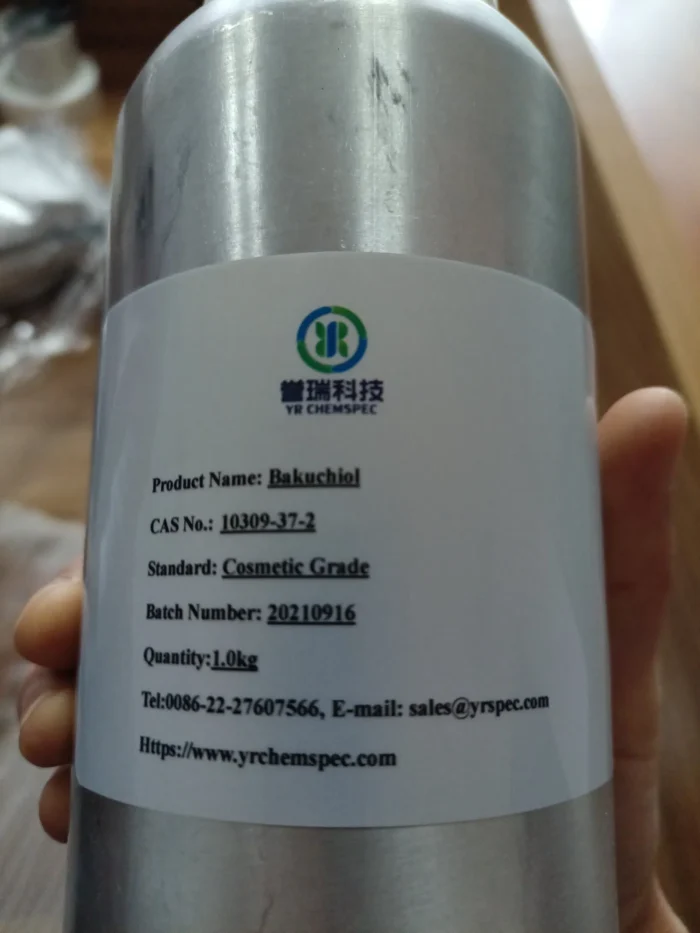 誉瑞科技
YR CHEMSPEC
Product Name: Bakuchiol
CAS No.: 10309-37-2
Standard: Cosmetic Grade
Batch Number: 20210916
Quantity:1.0kg
Tel:0086-22-27607566, E-mail: sales@yrspec.com
Https://www.yrchemspec.com